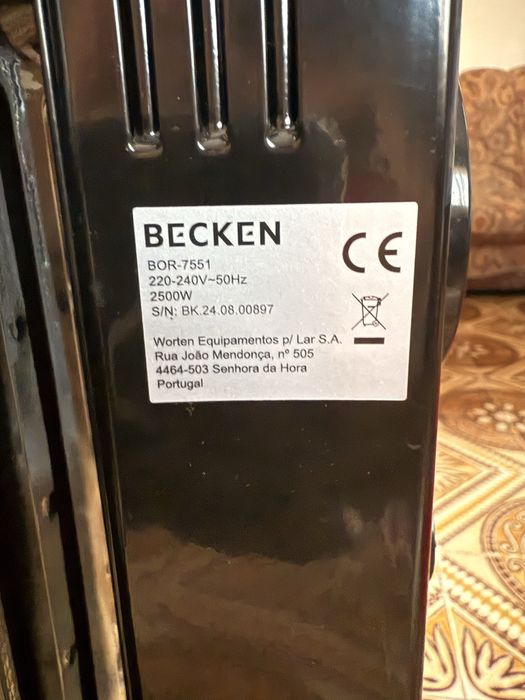 BECKEN
CE
BOR-7551
220-240V~50Hz
2500W
S/N: BK.24.08.00897
Worten Equipamentos p/ Lar S.A.
Rua João Mendonça, nº 505
4464-503 Senhora da Hora
Portugal